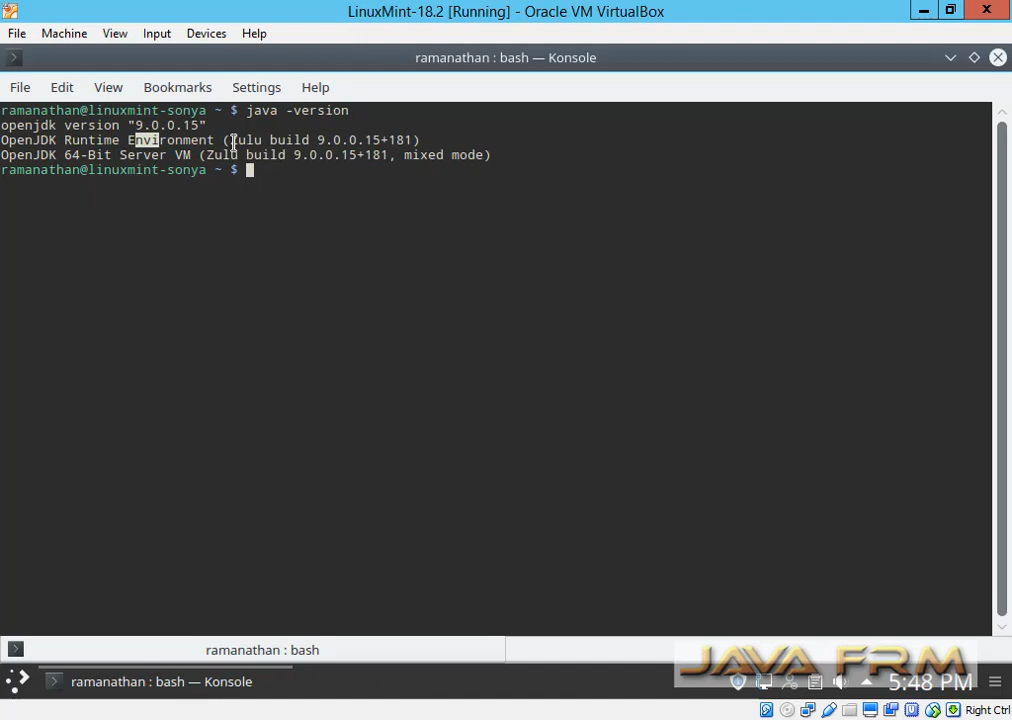 LinuxMint-18.2 [Running] - Oracle VM VirtualBox
File Machine View Input Devices Help
ramanathan : bash — Konsole
File Edit View Bookmarks Settings Help
ramanathan@linuxmint-sonya ~ $ java -version
openjdk version "9.0.0.15"
OpenJDK Runtime Environment (Zulu build 9.0.0.15+181)
OpenJDK 64-Bit Server VM (Zulu build 9.0.0.15+181, mixed mode)
ramanathan@linuxmint-sonya ~ $
ramanathan : bash
JAVA FRM
ramanathan : bash — Konsole
5:48 PM
Right Ctrl